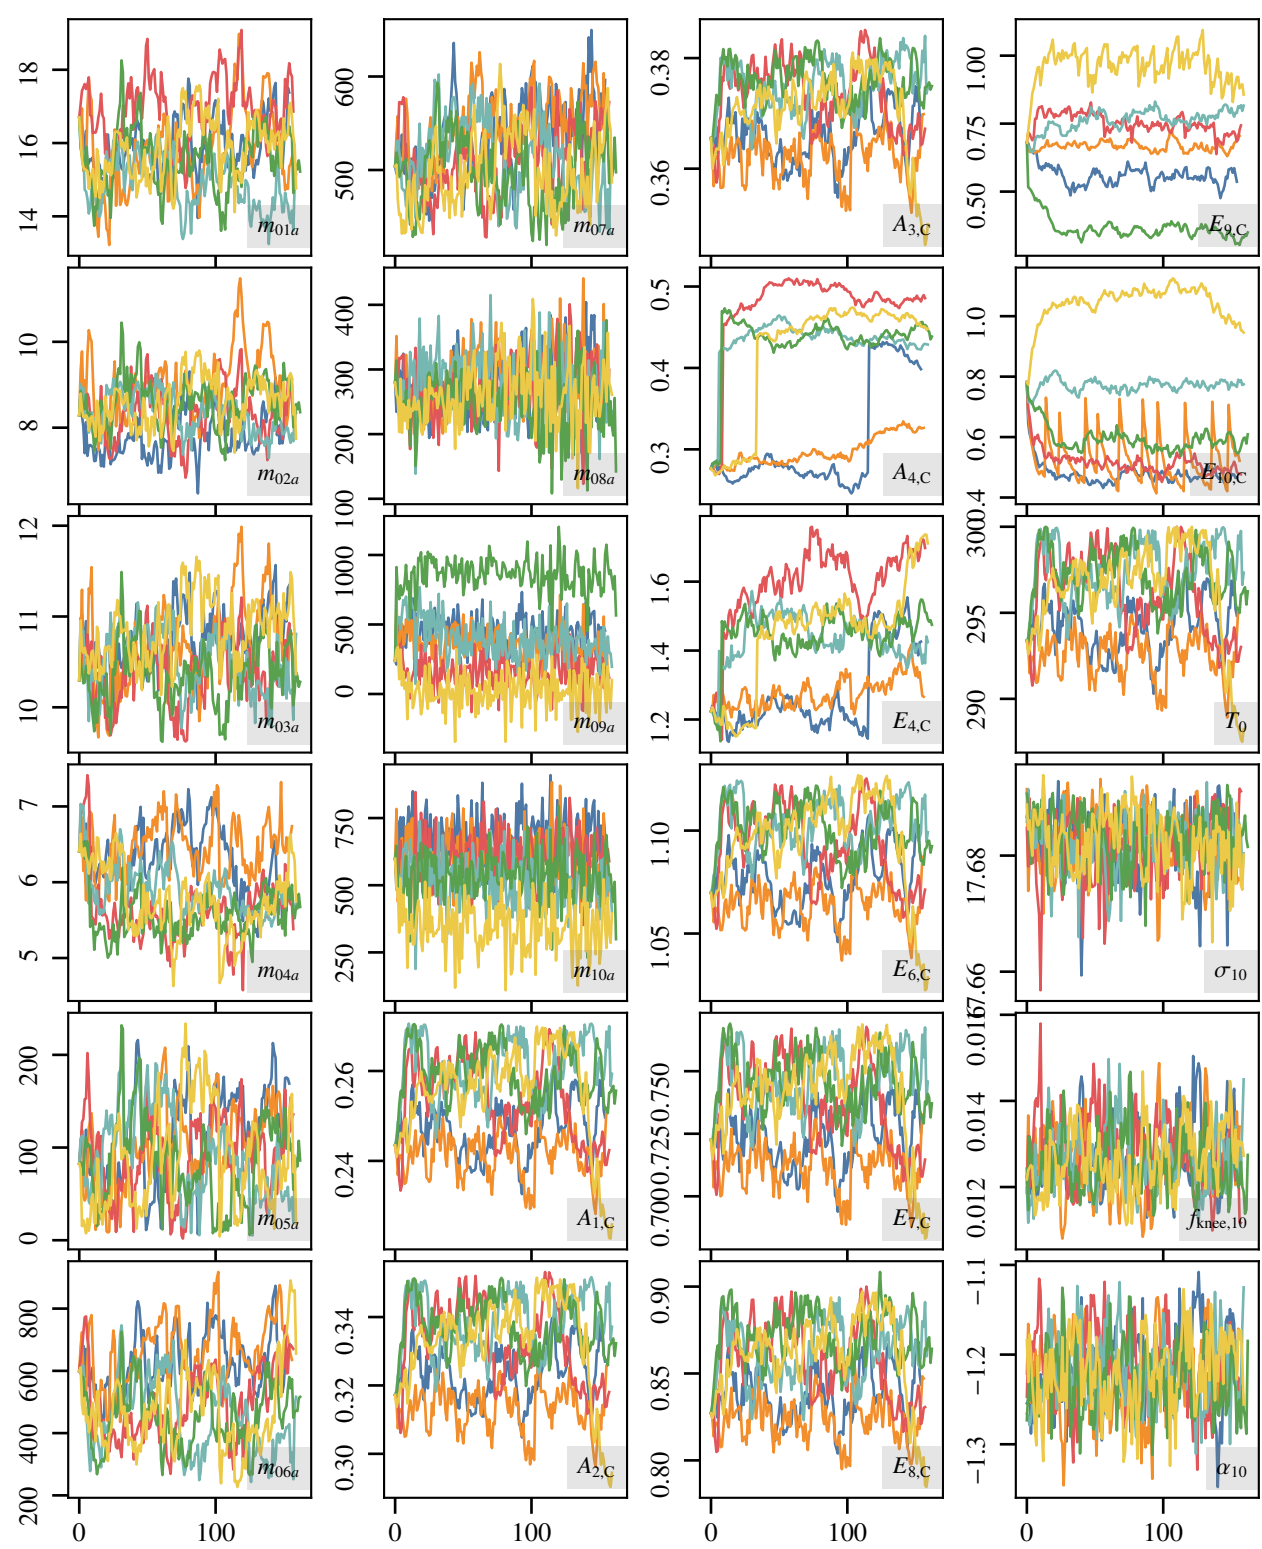 18
16
14
m01a
600
500
m07a
0.38
0.36
A3,C
1.00
0.75
0.50
E9,C
10
8
m02a
400
300
200
100
m08a
0.5
0.4
0.3
A4,C
1.0
0.8
0.6
0.4
E10,C
12
11
10
m03a
1000
500
0
m09a
1.6
1.4
1.2
E4,C
300
295
290
T0
7
6
5
m04a
750
500
250
m10a
1.10
1.05
E6,C
17.68
17.66
σ10
200
100
0
m05a
0.26
0.24
A1,C
0.750
0.725
0.700
E7,C
0.016
0.014
0.012
fknee,10
800
600
400
200
m06a
0.34
0.32
0.30
A2,C
0.90
0.85
0.80
E8,C
−1.1
−1.2
−1.3
α10
0 100 0 100 0 100 0 100